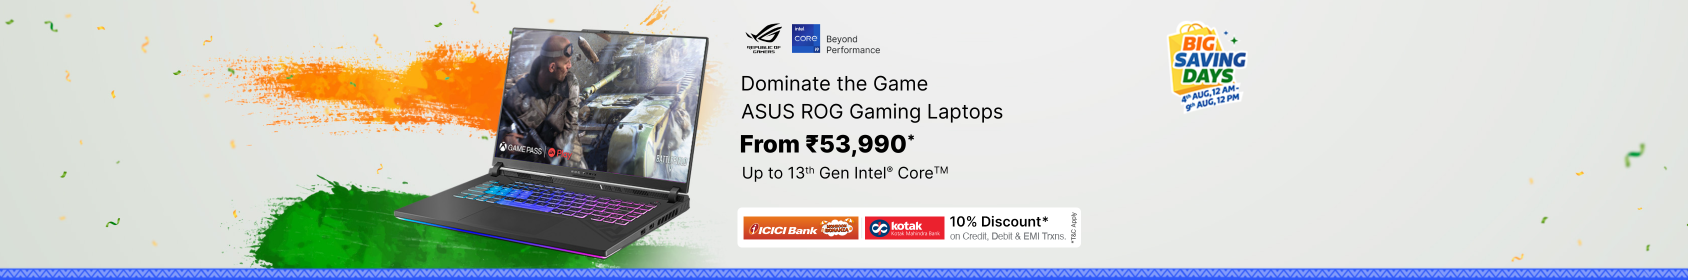 REPUBLIC OF
GAMERS
intel
CORE
i9
Beyond
Performance
Dominate the Game
ASUS ROG Gaming Laptops
From ₹53,990*
Up to 13th Gen Intel® Core™
ICICI Bank
kotak
Kotak Mahindra Bank
10% Discount*
on Credit, Debit & EMI Trxns.
*T&C Apply
BIG
SAVING
DAYS
4th AUG, 12 AM-
9th AUG, 12 PM
GAME PASS